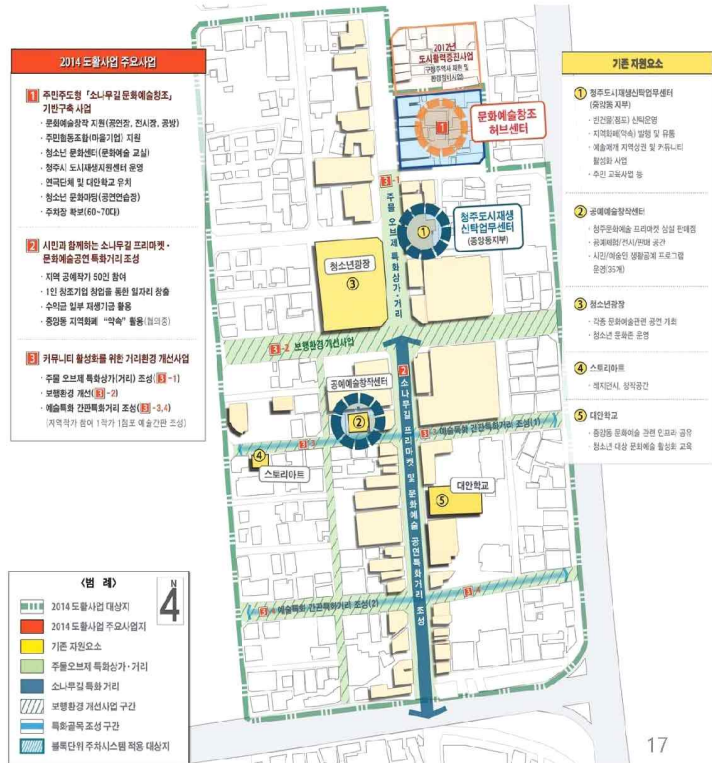 2014 도활사업 주요사업
1 주민주도형 「소나무길 문화예술창조」
기반구축 사업
· 문화예술창작 지원(공연장, 전시장, 공방)
· 주민협동조합(마을기업) 지원
· 청소년 문화센터(문화예술 교실)
· 청주시 도시재생지원센터 운영
· 연극단체 및 대안학교 유치
· 청소년 문화마당(공연연습장)
· 주차장 확보(60~70대)
2 시민과 함께하는 소나무길 프리마켓·
문화예술공연 특화거리 조성
· 지역 공예작가 50인 참여
· 1인 창조기업 창업을 통한 일자리 창출
· 수익금 일부 재생기금 활용
· 중앙동 지역화폐 "약속" 활용(협의중)
3 커뮤니티 활성화를 위한 거리환경 개선사업
· 주물 오브제 특화상가(거리) 조성(3-1)
· 보행환경 개선(3-2)
· 예술특화 간판특화거리 조성(3-3,4)
(지역작가 참여 1작가 1점포 예술간판 조성)
2012년
도시활력증진사업
1
문화예술창조
허브센터
3-1
주물 오브제 특화상가·거리
1
청주도시재생
신탁업무센터
(중앙동지부)
청소년광장
3
3-2 보행환경 개선사업
공예예술창작센터
2
2 소나무길 프리마켓 및 문화예술 공연특화거리 조성
3-3
3-3 예술특화 간판특화거리 조성(1)
4
스토리아트
대안학교
5
3-4 예술특화 간판특화거리 조성(2)
3-4
기존 자원요소
1 청주도시재생신탁업무센터
(중앙동 지부)
· 빈건물(점포) 신탁운영
· 지역화폐(약속) 발행 및 유통
· 예술매개 지역상권 및 커뮤니티
활성화 사업
· 주민 교육사업 등
2 공예예술창작센터
· 청주문화예술 프리마켓 상설 판매점
· 공예체험/전시/판매 공간
· 시민/예술인 생활공예 프로그램
운영(35개)
3 청소년광장
· 각종 문화예술관련 공연 개최
· 청소년 문화존 운영
4 스토리아트
· 레지던시, 창작공간
5 대안학교
· 중앙동 문화예술 관련 인프라 공유
· 청소년 대상 문화예술 활성화 교육
<범 례>
N
4
2014 도활사업 대상지
2014 도활사업 주요사업지
기존 자원요소
주물오브제 특화상가·거리
소나무길 특화 거리
보행환경 개선사업 구간
특화골목 조성 구간
블록단위 주차시스템 적용 대상지
17